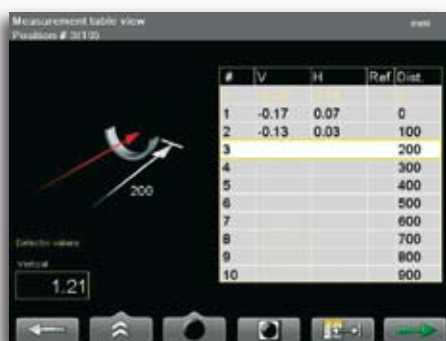 Measurement table view mm
Position # 3(10)
# V H Ref Dist.
1 -0.17 0.07 0
2 -0.13 0.03 100
3 200
4 300
5 400
6 500
7 600
8 700
9 800
10 900
200
Detector values
Vertical
1.21